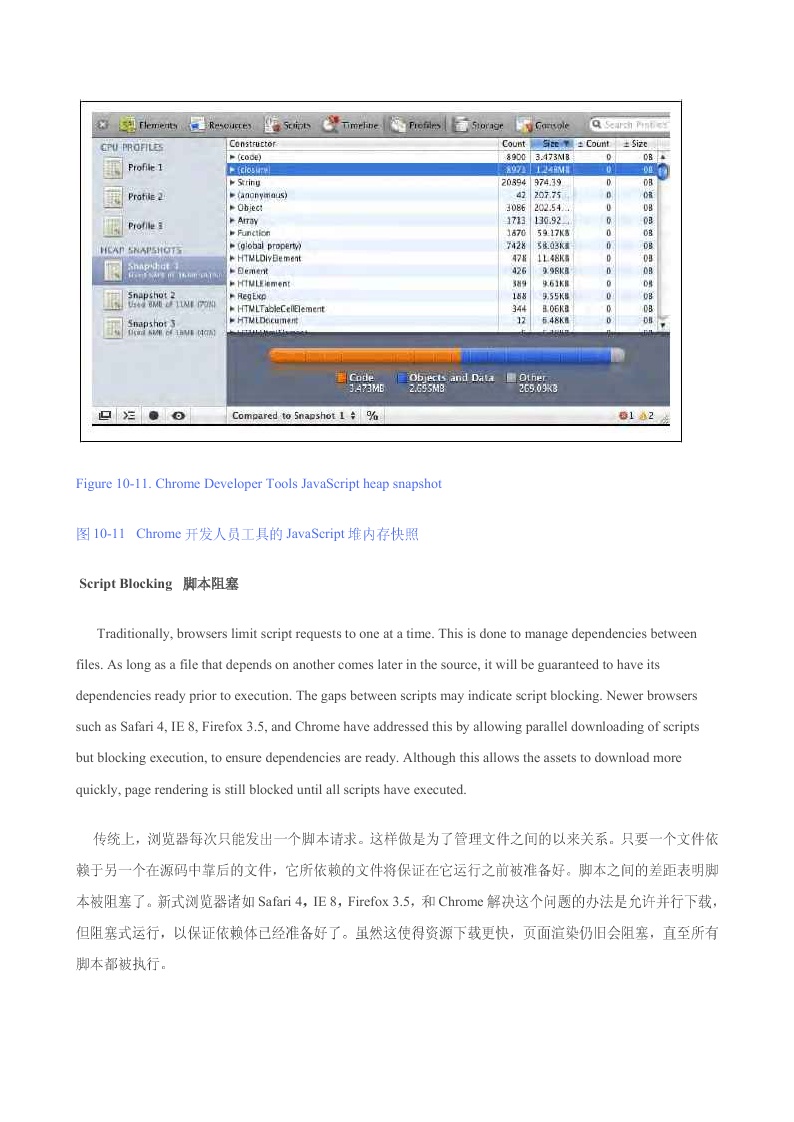 Elements Resources Scripts Timeline Profiles Storage Console Search Profiles
CPU PROFILES
Profile 1
Profile 2
Profile 3
HEAP SNAPSHOTS
Snapshot 1
Snapshot 2
Used 8MB of 11MB (70%)
Snapshot 3
Constructor Count Size ▼ ± Count ± Size
▶ (code) 8900 3.473MB 0 0B
▶ (closure) 8971 1.248MB 0 0B
▶ String 20894 974.39... 0 0B
▶ (anonymous) 42 207.75... 0 0B
▶ Object 3086 202.54... 0 0B
▶ Array 1713 130.92... 0 0B
▶ Function 1870 59.17KB 0 0B
▶ (global property) 7428 58.03KB 0 0B
▶ HTMLDivElement 478 11.48KB 0 0B
▶ Element 426 9.98KB 0 0B
▶ HTMLElement 389 9.61KB 0 0B
▶ RegExp 188 9.55KB 0 0B
▶ HTMLTableCellElement 344 8.06KB 0 0B
▶ HTMLDocument 12 6.48KB 0 0B
Code Objects and Data Other
3.473MB 2.655MB 269.09KB
Compared to Snapshot 1 % 1 2
Figure 10-11. Chrome Developer Tools JavaScript heap snapshot
图 10-11 Chrome 开发人员工具的 JavaScript 堆内存快照
Script Blocking 脚本阻塞
Traditionally, browsers limit script requests to one at a time. This is done to manage dependencies between
files. As long as a file that depends on another comes later in the source, it will be guaranteed to have its
dependencies ready prior to execution. The gaps between scripts may indicate script blocking. Newer browsers
such as Safari 4, IE 8, Firefox 3.5, and Chrome have addressed this by allowing parallel downloading of scripts
but blocking execution, to ensure dependencies are ready. Although this allows the assets to download more
quickly, page rendering is still blocked until all scripts have executed.
传统上，浏览器每次只能发出一个脚本请求。这样做是为了管理文件之间的以来关系。只要一个文件依
赖于另一个在源码中靠后的文件，它所依赖的文件将保证在它运行之前被准备好。脚本之间的差距表明脚
本被阻塞了。新式浏览器诸如 Safari 4，IE 8，Firefox 3.5，和 Chrome 解决这个问题的办法是允许并行下载，
但阻塞式运行，以保证依赖体已经准备好了。虽然这使得资源下载更快，页面渲染仍旧会阻塞，直至所有
脚本都被执行。